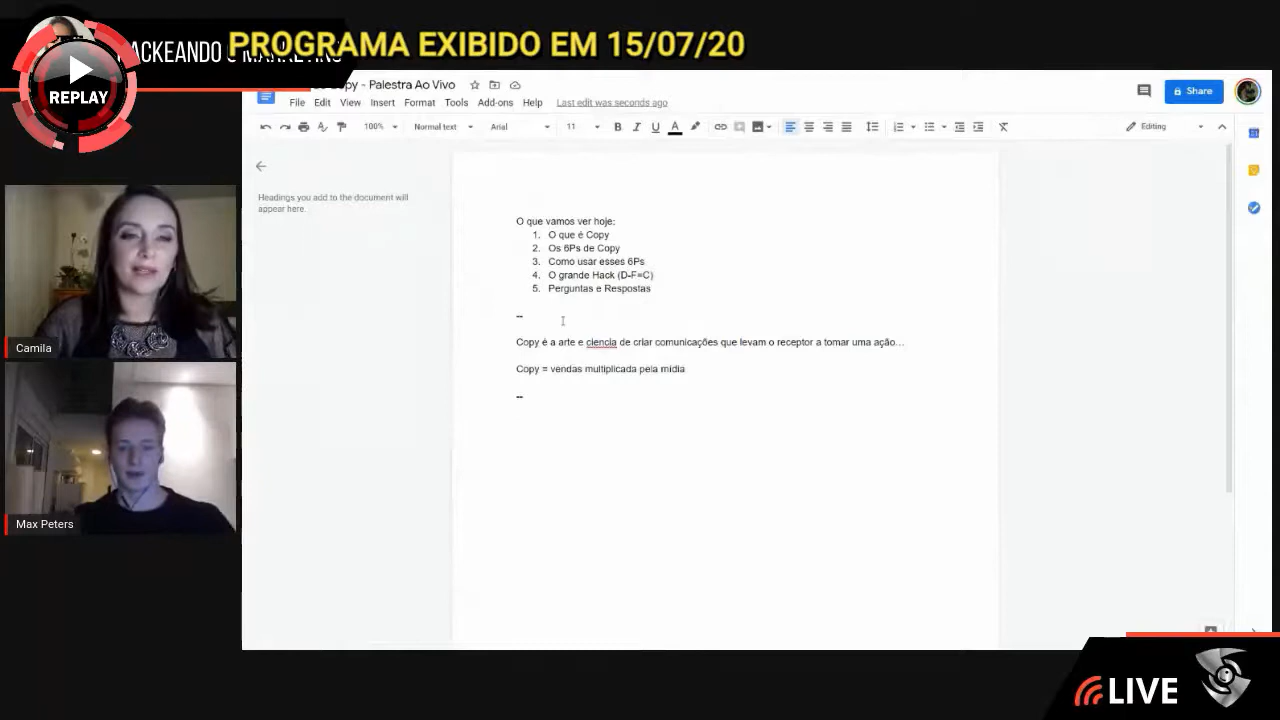 PROGRAMA EXIBIDO EM 15/07/20
REPLAY
Palestra Ao Vivo
File Edit View Insert Format Tools Add-ons Help Last edit was seconds ago
Share
100% Normal text Arial 11 B I U A Editing
Headings you add to the document will
appear here.
O que vamos ver hoje:
1. O que é Copy
2. Os 6Ps de Copy
3. Como usar esses 6Ps
4. O grande Hack (D-F=C)
5. Perguntas e Respostas
--
Copy é a arte e ciencia de criar comunicações que levam o receptor a tomar uma ação...
Copy = vendas multiplicada pela mídia
--
Camila
Max Peters
LIVE